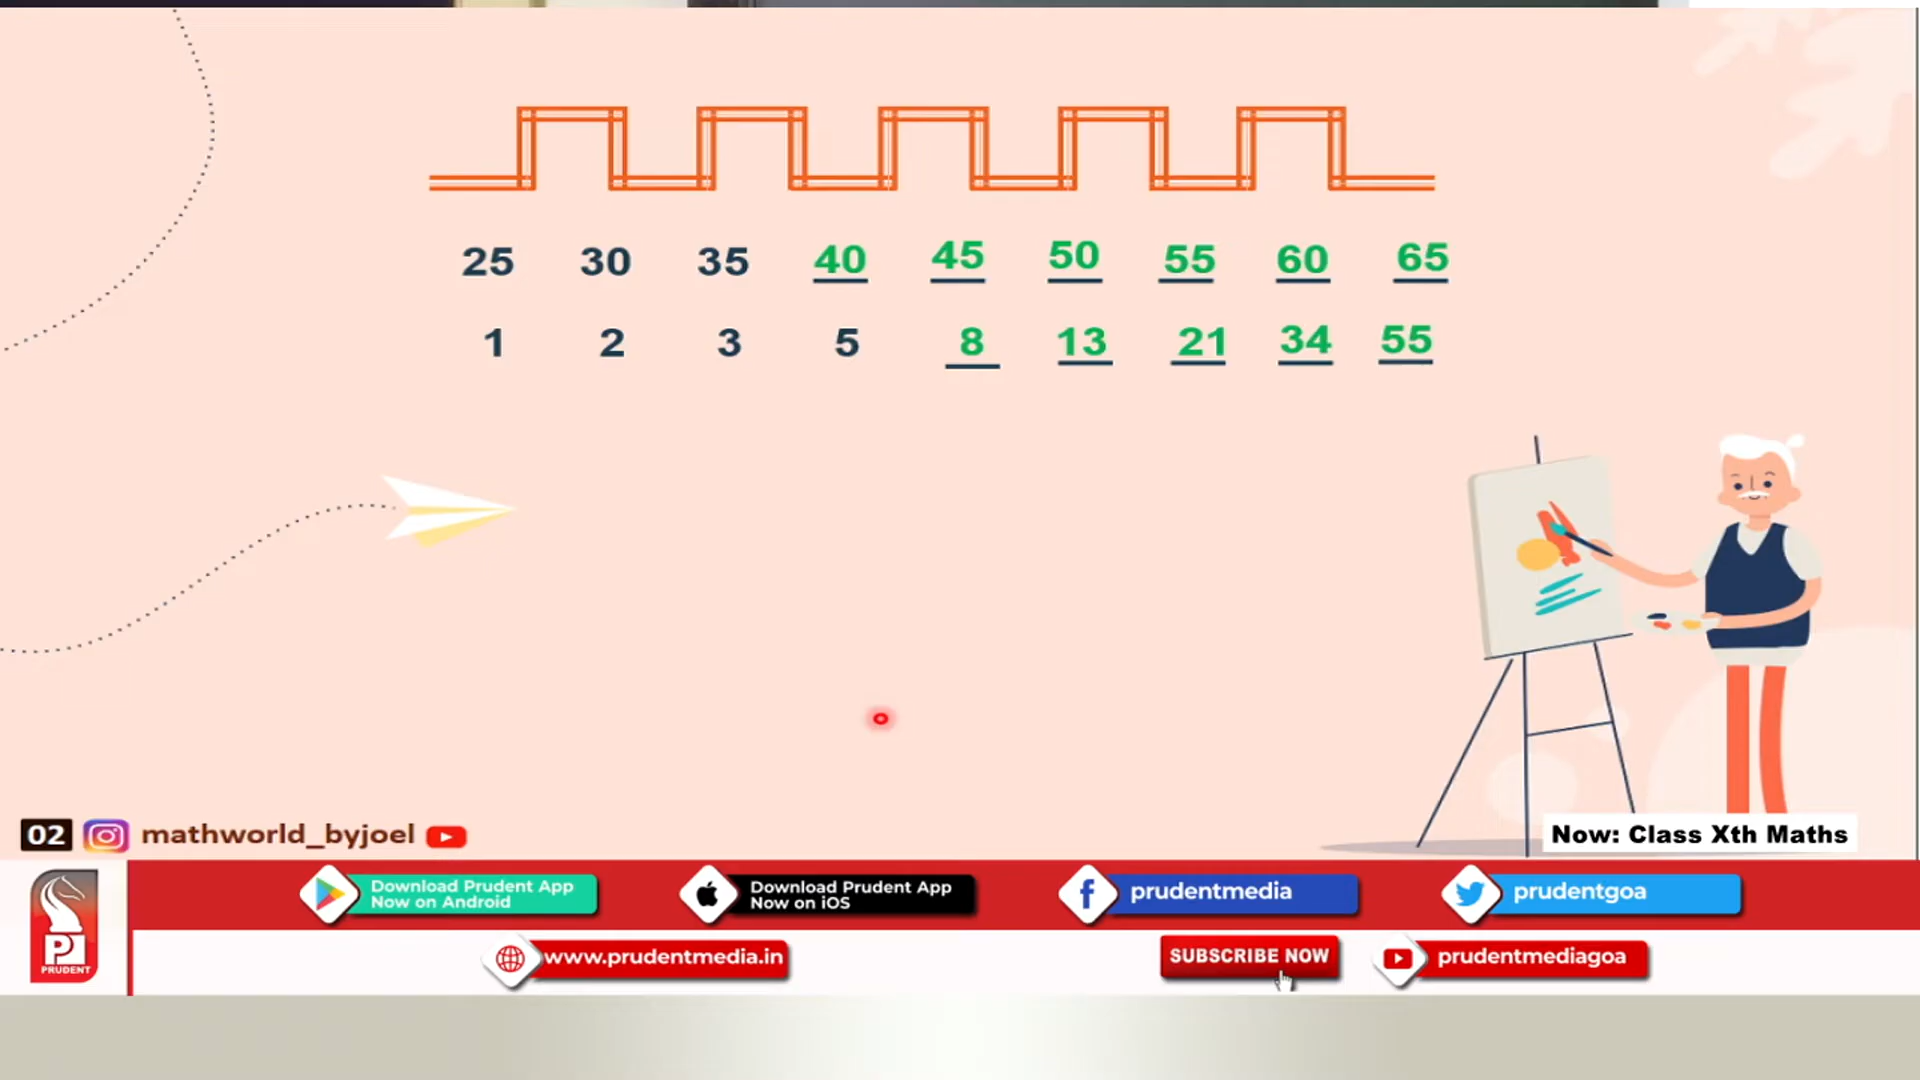 25 30 35 40 45 50 55 60 65
1 2 3 5 8 13 21 34 55
02 mathworld_byjoel
Now: Class Xth Maths
Download Prudent App
Now on Android
Download Prudent App
Now on iOS
prudentmedia
prudentgoa
PRUDENT
www.prudentmedia.in
SUBSCRIBE NOW
prudentmediagoa